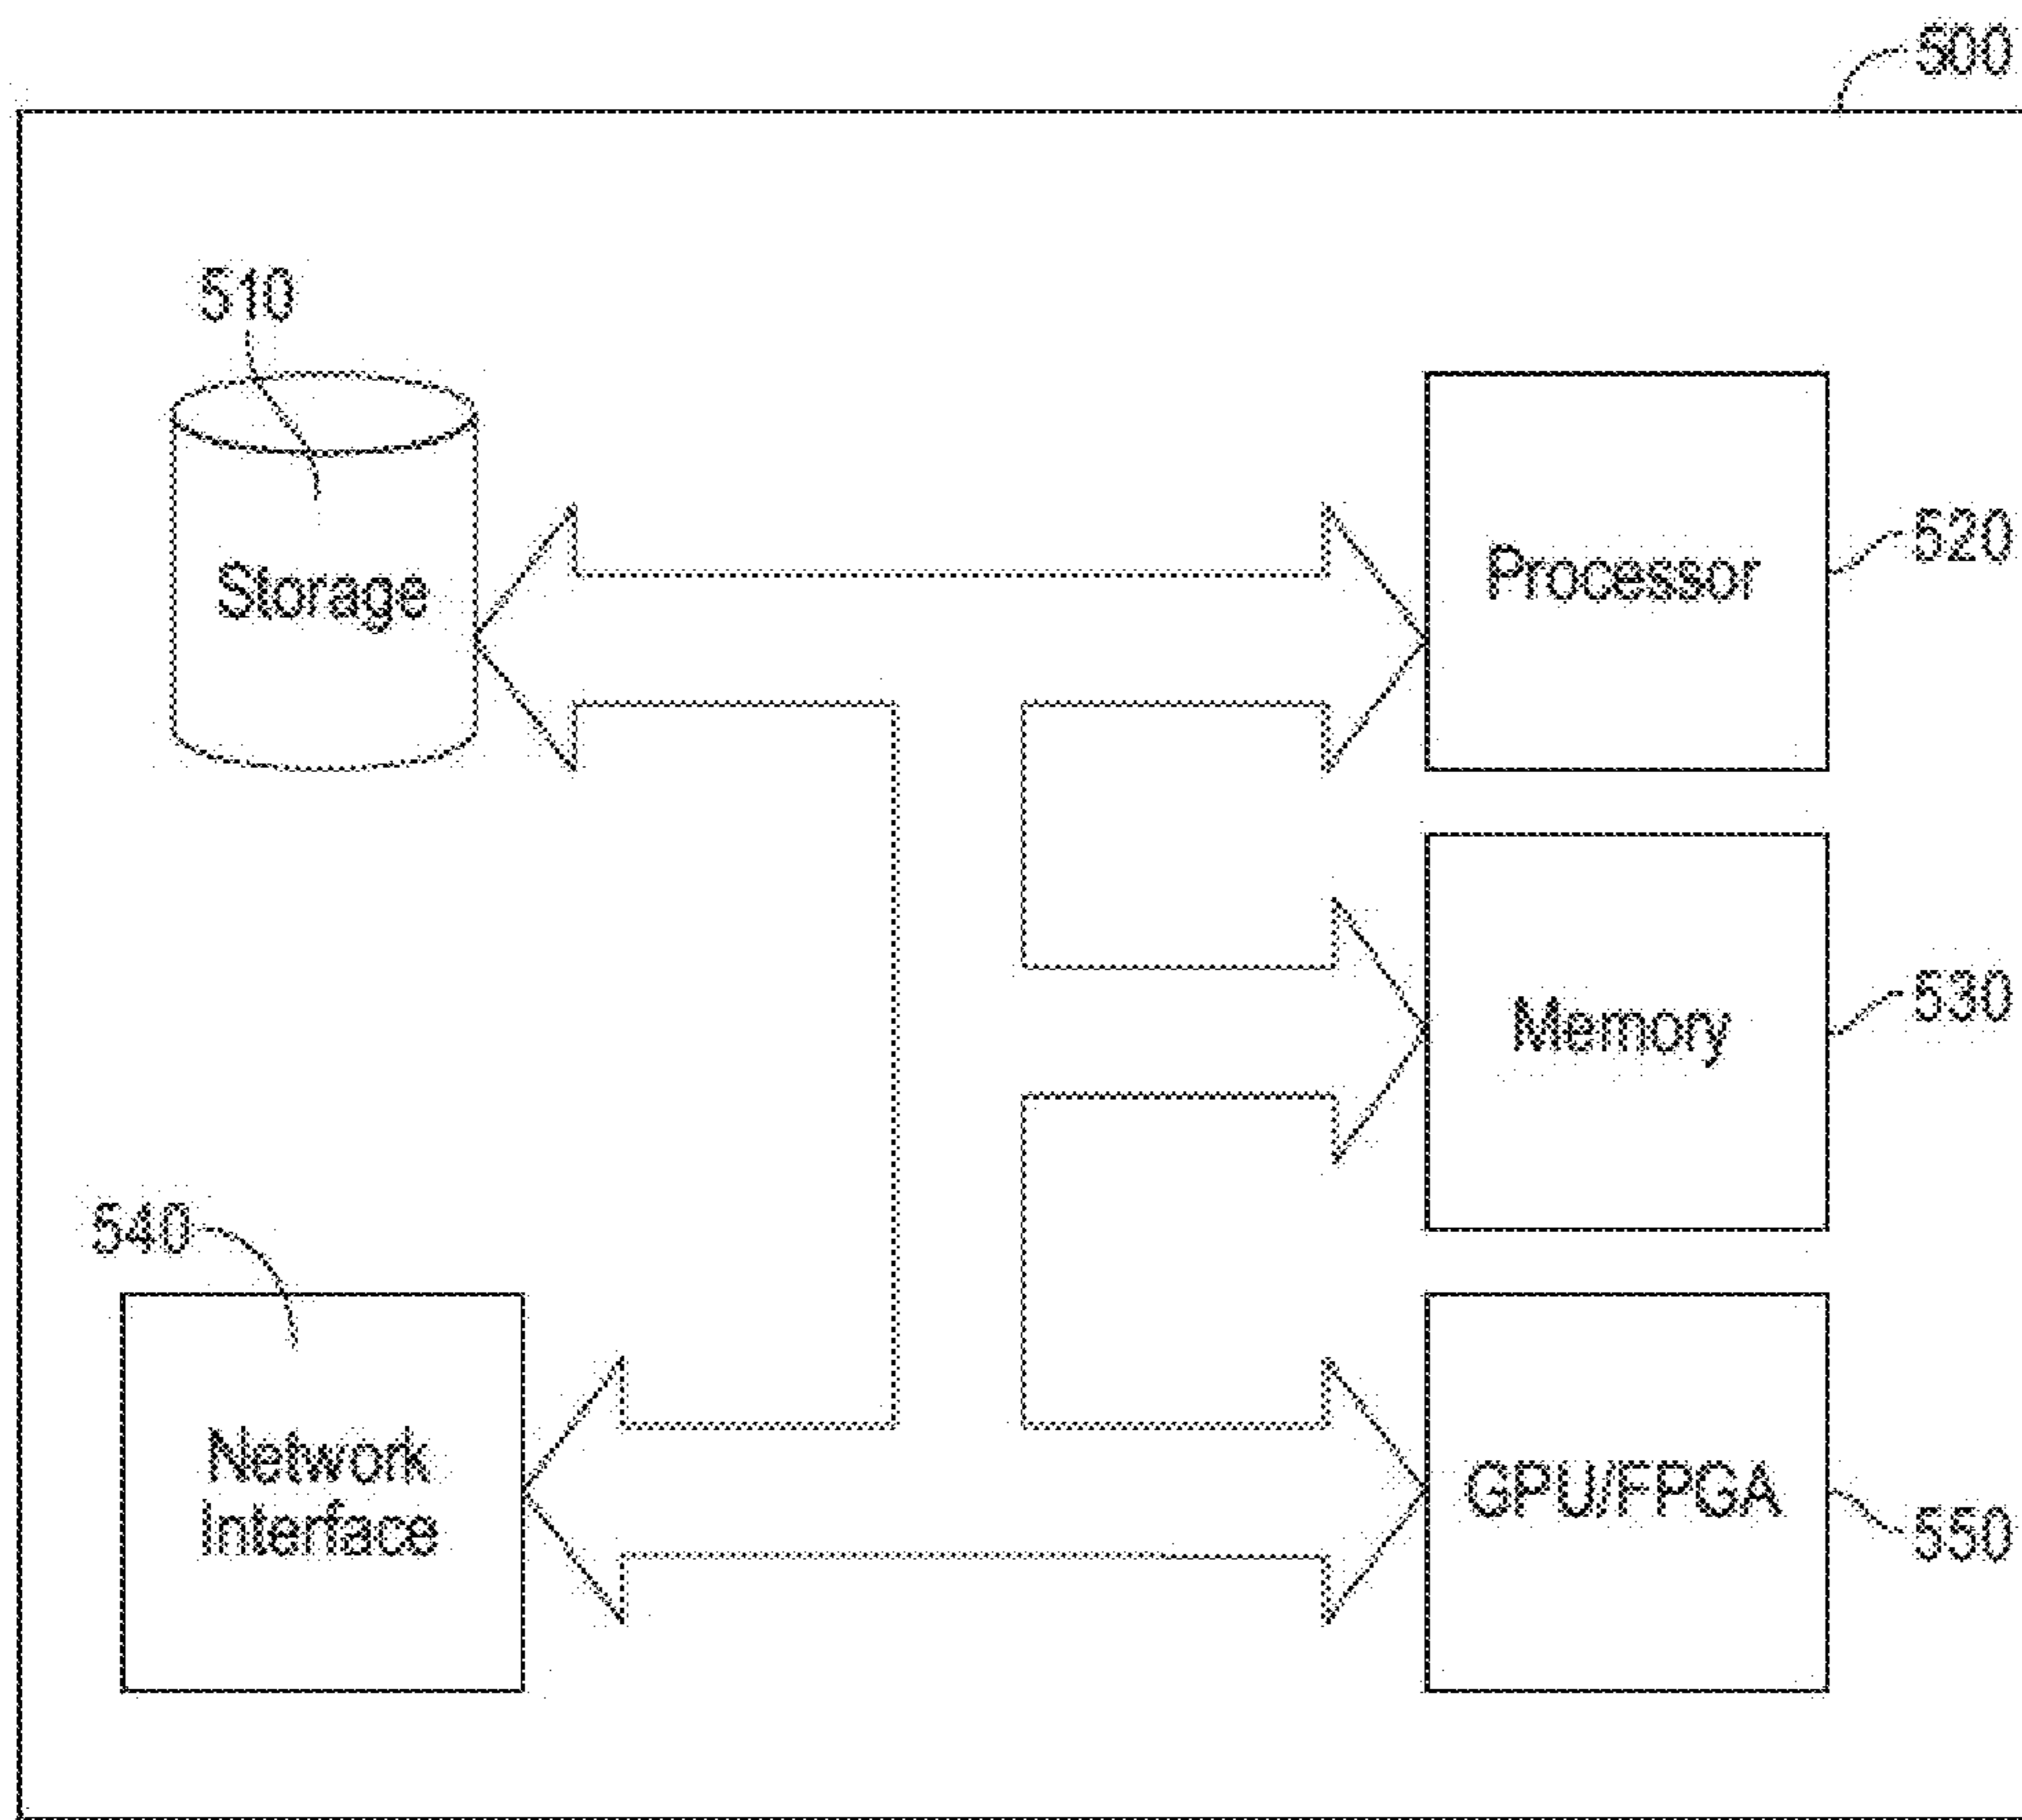 500
510
Storage
Processor
520
Memory
530
540
Network
Interface
GPU/FPGA
550